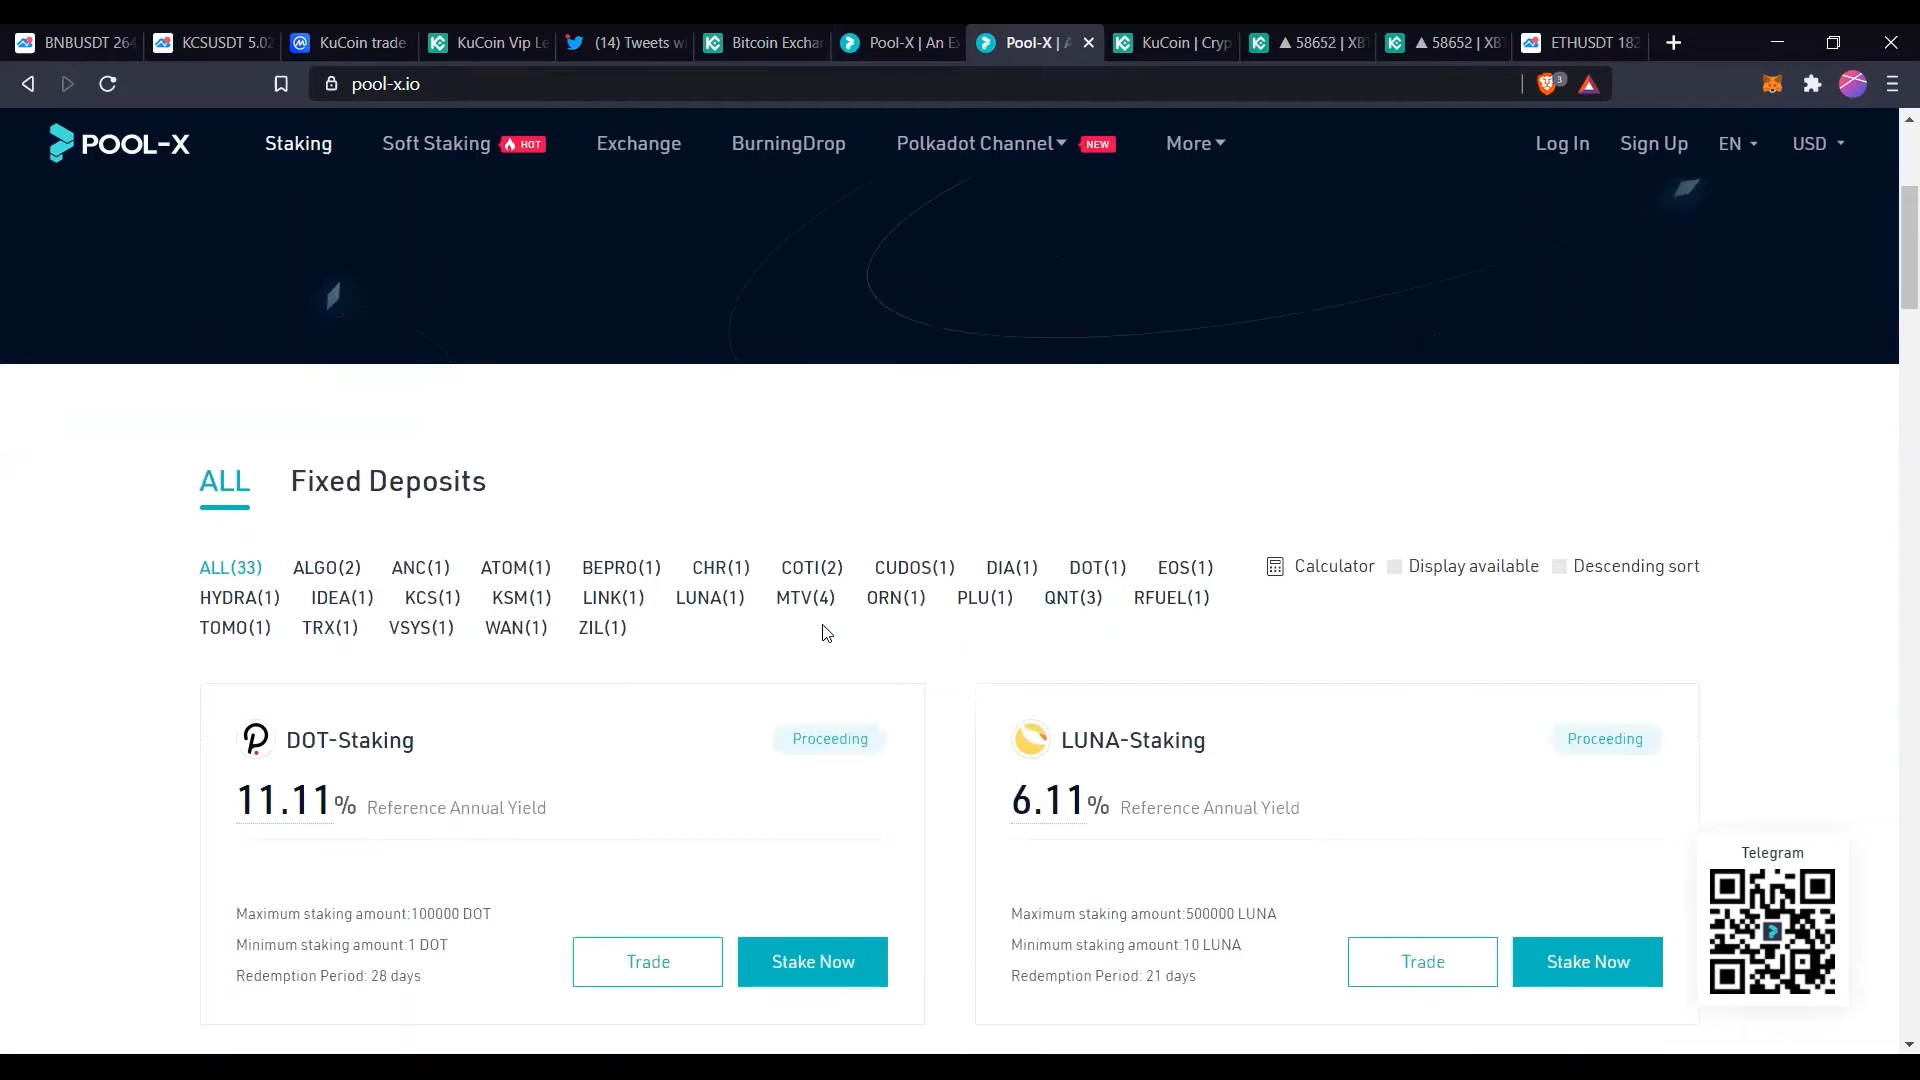 BNBUSDT 264
KCSUSDT 5.02
KuCoin trade
KuCoin Vip Le
(14) Tweets w
Bitcoin Exchar
Pool-X | An E
Pool-X | A
KuCoin | Cryp
▲ 58652 | XBT
▲ 58652 | XBT
ETHUSDT 182
pool-x.io
3
POOL-X
Staking
Soft Staking
HOT
Exchange
BurningDrop
Polkadot Channel
NEW
More
Log In
Sign Up
EN
USD
ALL
Fixed Deposits
ALL(33) ALGO(2) ANC(1) ATOM(1) BEPRO(1) CHR(1) COTI(2) CUDOS(1) DIA(1) DOT(1) EOS(1)
HYDRA(1) IDEA(1) KCS(1) KSM(1) LINK(1) LUNA(1) MTV(4) ORN(1) PLU(1) QNT(3) RFUEL(1)
TOMO(1) TRX(1) VSYS(1) WAN(1) ZIL(1)
Calculator
Display available
Descending sort
DOT-Staking
Proceeding
11.11% Reference Annual Yield
Maximum staking amount:100000 DOT
Minimum staking amount:1 DOT
Redemption Period: 28 days
Trade
Stake Now
LUNA-Staking
Proceeding
6.11% Reference Annual Yield
Maximum staking amount:500000 LUNA
Minimum staking amount:10 LUNA
Redemption Period: 21 days
Trade
Stake Now
Telegram